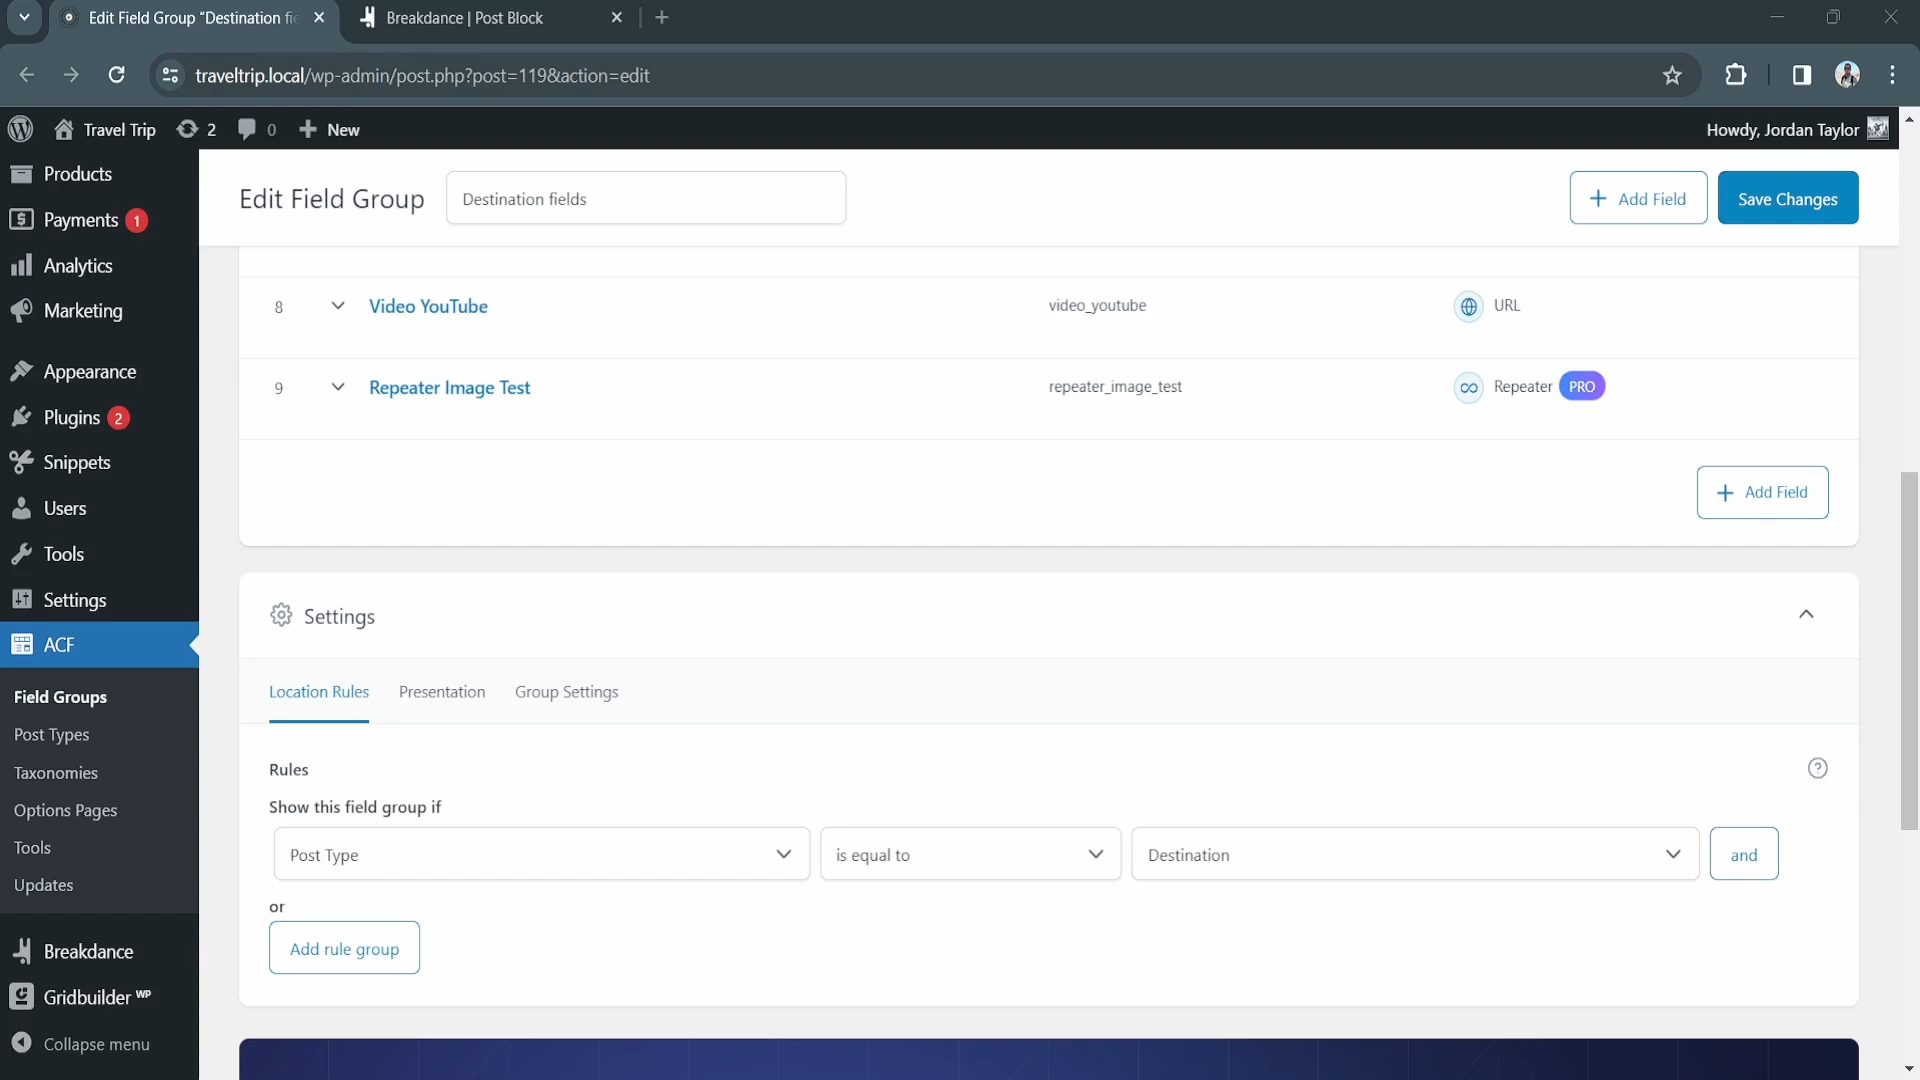 Edit Field Group “Destination fie
Breakdance | Post Block
traveltrip.local/wp-admin/post.php?post=119&action=edit
Travel Trip
2
0
New
Howdy, Jordan Taylor
Products
Payments 1
Analytics
Marketing
Appearance
Plugins 2
Snippets
Users
Tools
Settings
ACF
Field Groups
Post Types
Taxonomies
Options Pages
Tools
Updates
Breakdance
Gridbuilder WP
Collapse menu
Edit Field Group
Destination fields
Add Field
Save Changes
8 Video YouTube video_youtube URL
9 Repeater Image Test repeater_image_test Repeater PRO
Add Field
Settings
Location Rules Presentation Group Settings
Rules
Show this field group if
Post Type is equal to Destination and
or
Add rule group